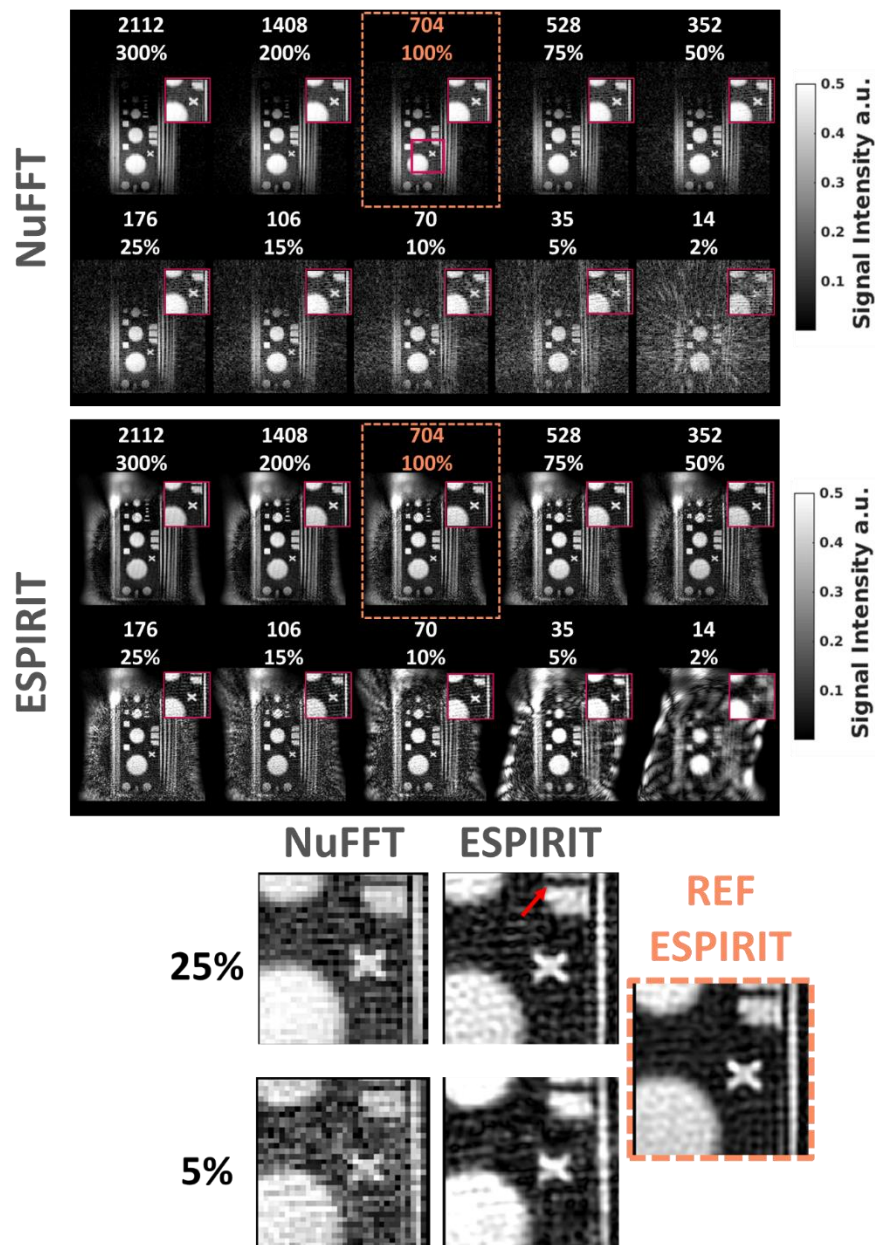 NuFFT
2112 1408 704 528 352
300% 200% 100% 75% 50%
176 106 70 35 14
25% 15% 10% 5% 2%
0.5
0.4
0.3
0.2
0.1
Signal Intensity a.u.
ESPIRIT
2112 1408 704 528 352
300% 200% 100% 75% 50%
176 106 70 35 14
25% 15% 10% 5% 2%
0.5
0.4
0.3
0.2
0.1
Signal Intensity a.u.
NuFFT ESPIRIT
25%
REF
ESPIRIT
5%